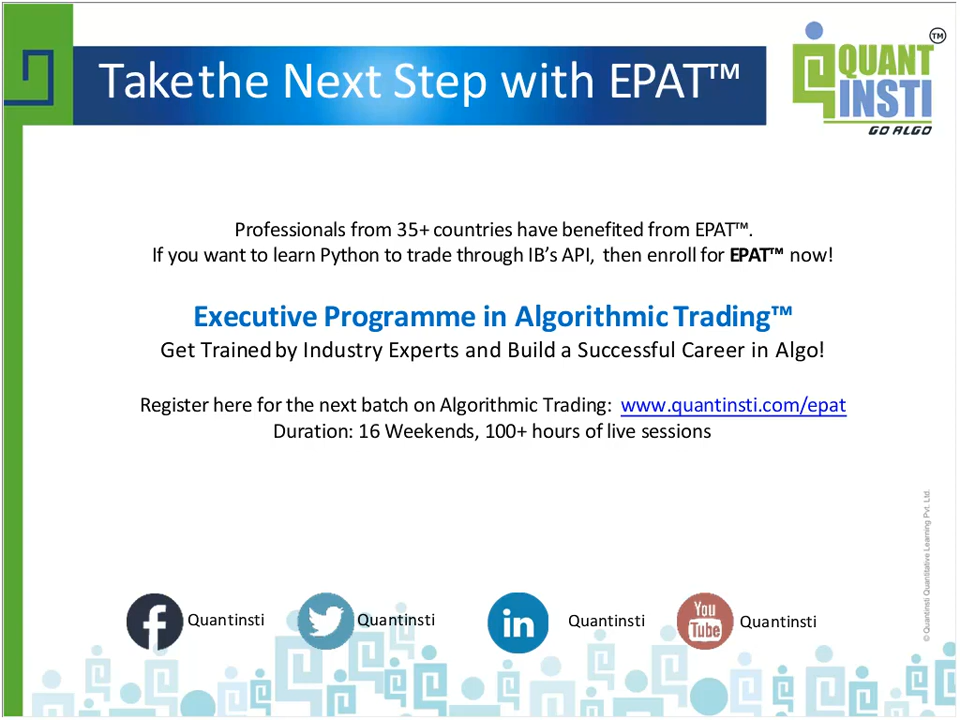 Take the Next Step with EPAT™
QUANT
INSTI
TM
GO ALGO
Professionals from 35+ countries have benefited from EPAT™.
If you want to learn Python to trade through IB's API, then enroll for EPAT™ now!
Executive Programme in Algorithmic Trading™
Get Trained by Industry Experts and Build a Successful Career in Algo!
Register here for the next batch on Algorithmic Trading: www.quantinsti.com/epat
Duration: 16 Weekends, 100+ hours of live sessions
© Quantinsti Quantitative Learning Pvt. Ltd.
f Quantinsti
Quantinsti
in Quantinsti
You Tube Quantinsti